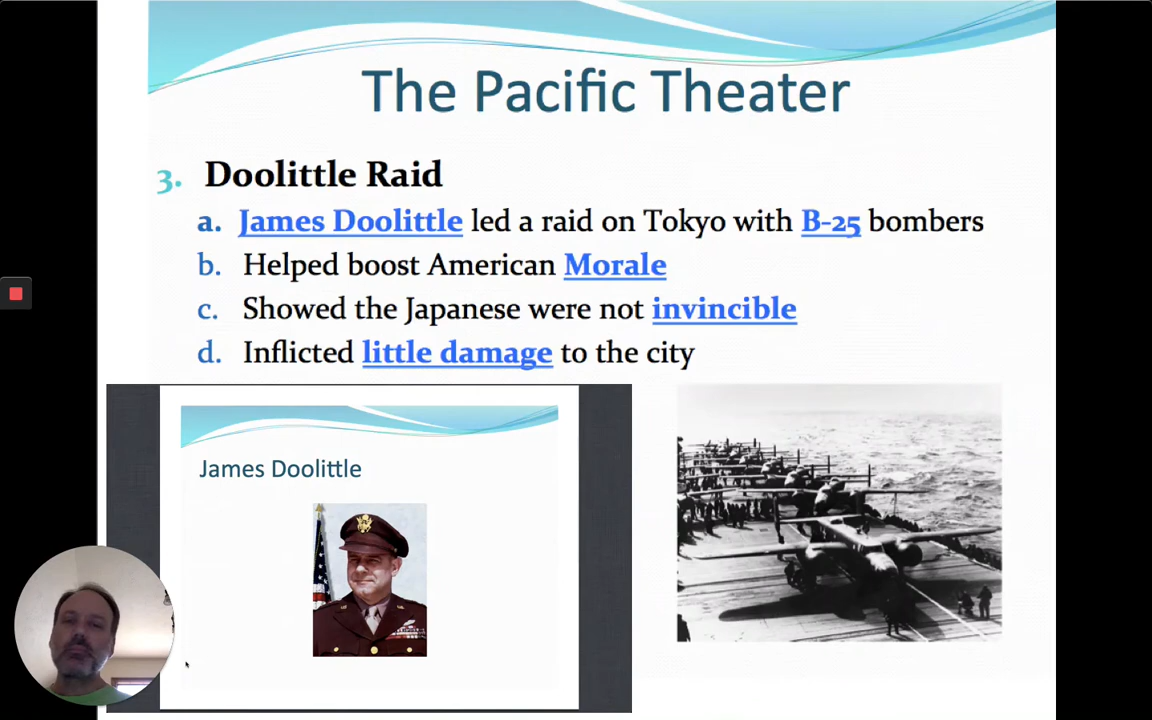 The Pacific Theater
3. Doolittle Raid
a. James Doolittle led a raid on Tokyo with B-25 bombers
b. Helped boost American Morale
c. Showed the Japanese were not invincible
d. Inflicted little damage to the city
James Doolittle